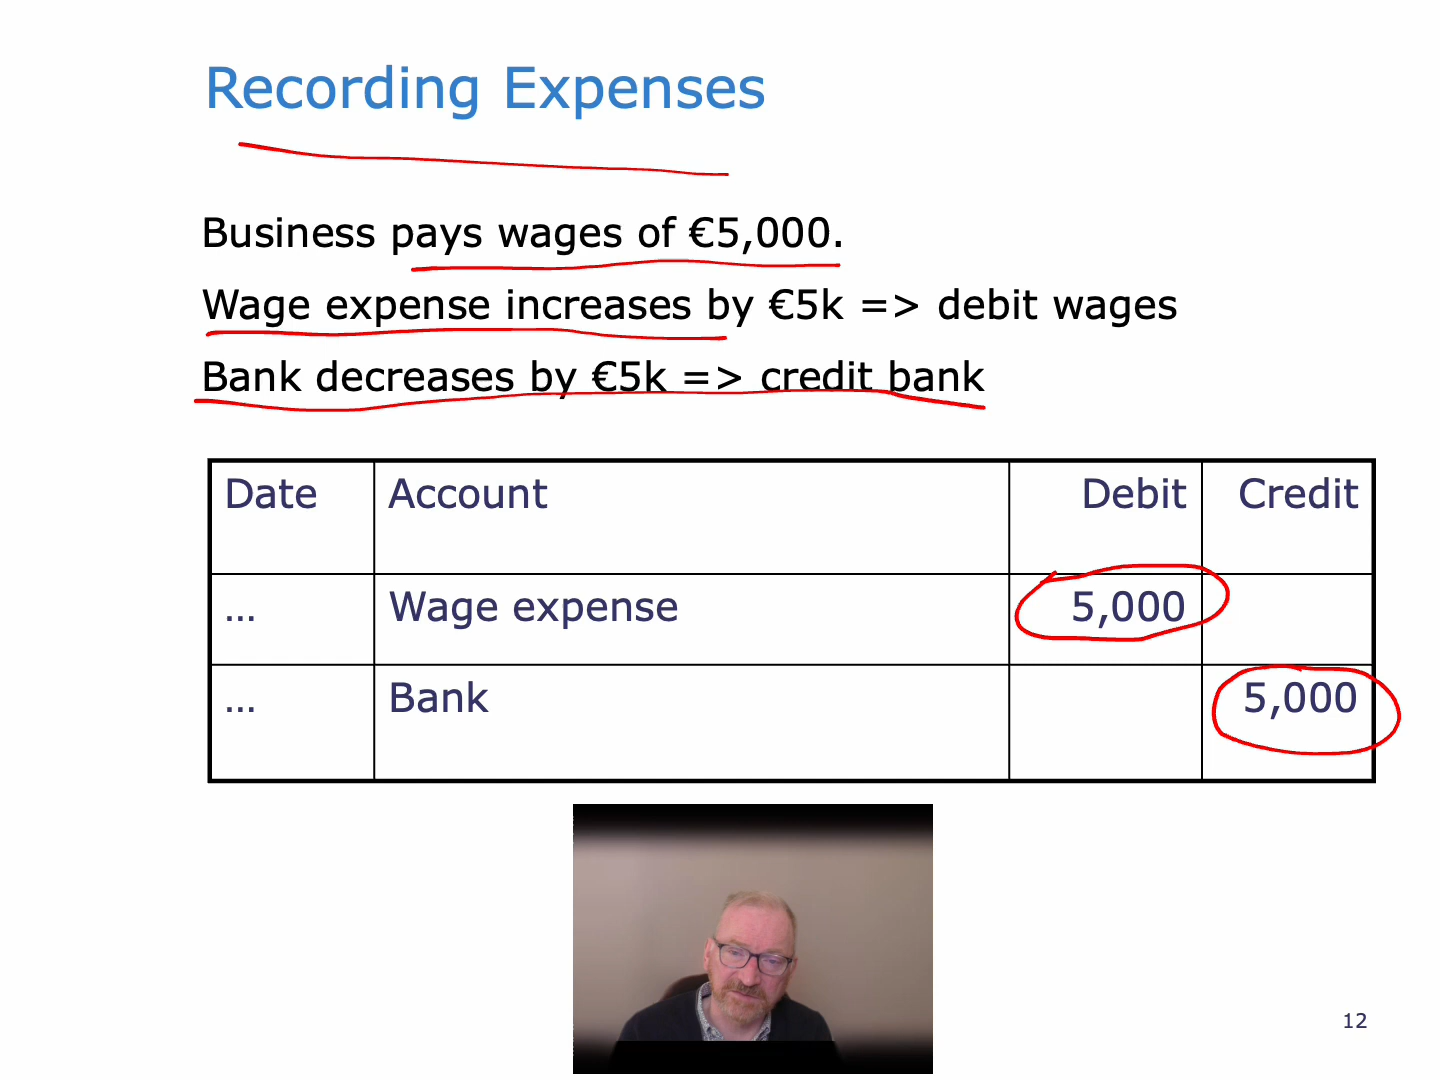 Recording Expenses
Business pays wages of €5,000.
Wage expense increases by €5k => debit wages
Bank decreases by €5k => credit bank
Date Account Debit Credit
... Wage expense 5,000
... Bank 5,000
12